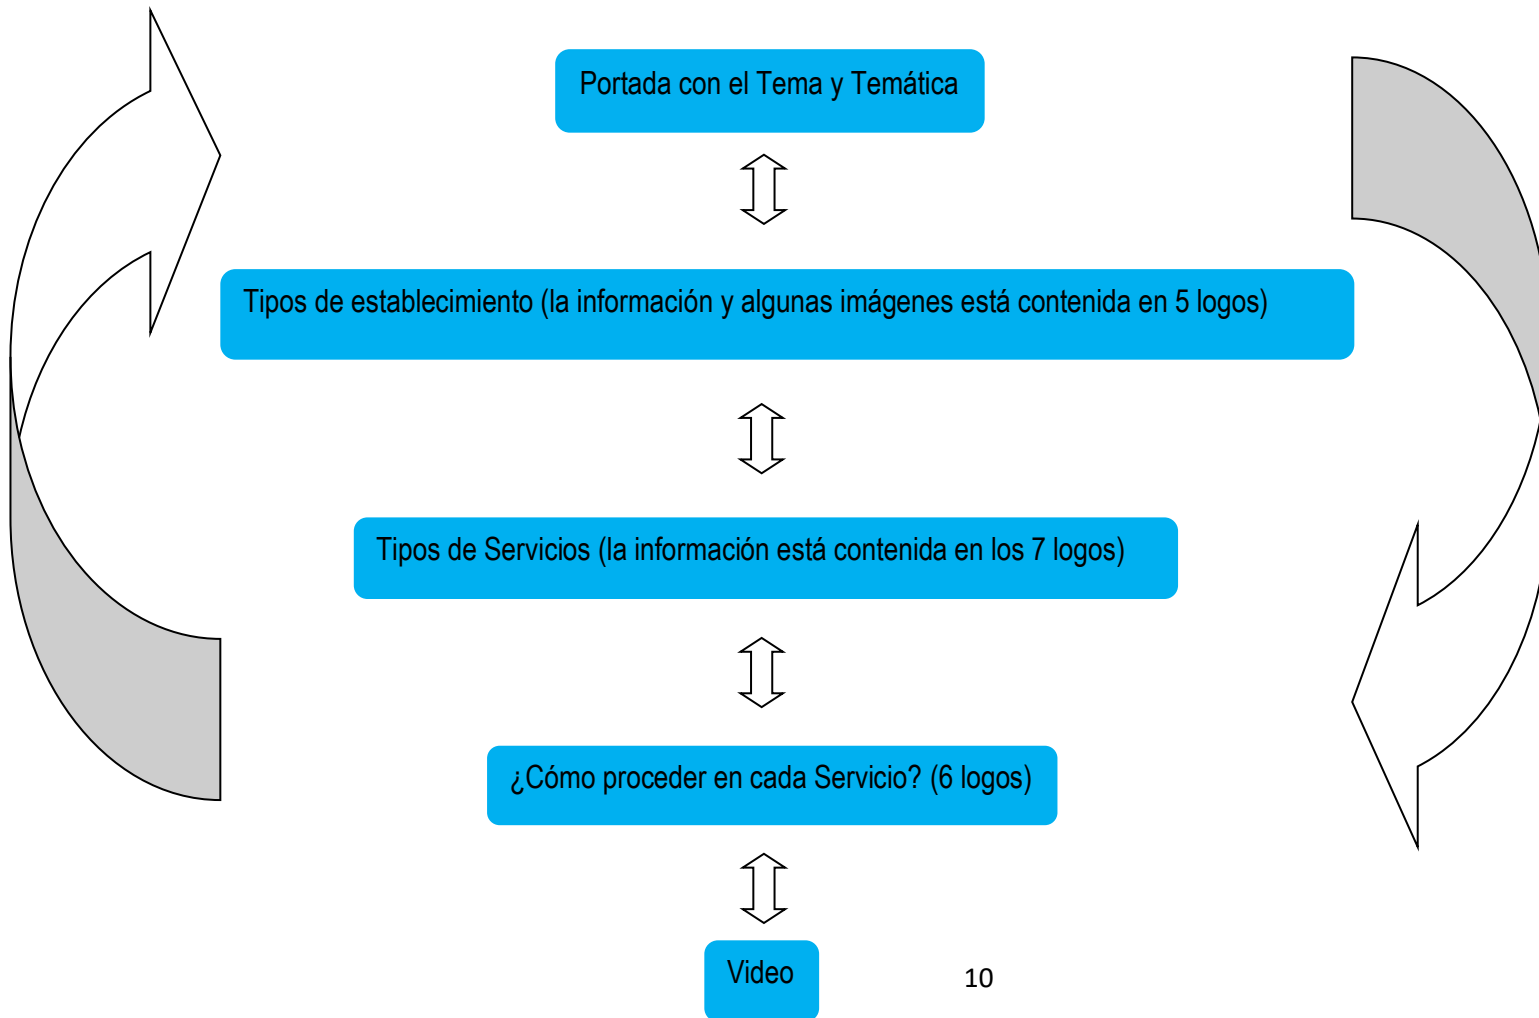 Portada con el Tema y Temática
Tipos de establecimiento (la información y algunas imágenes está contenida en 5 logos)
Tipos de Servicios (la información está contenida en los 7 logos)
¿Cómo proceder en cada Servicio? (6 logos)
Video
10